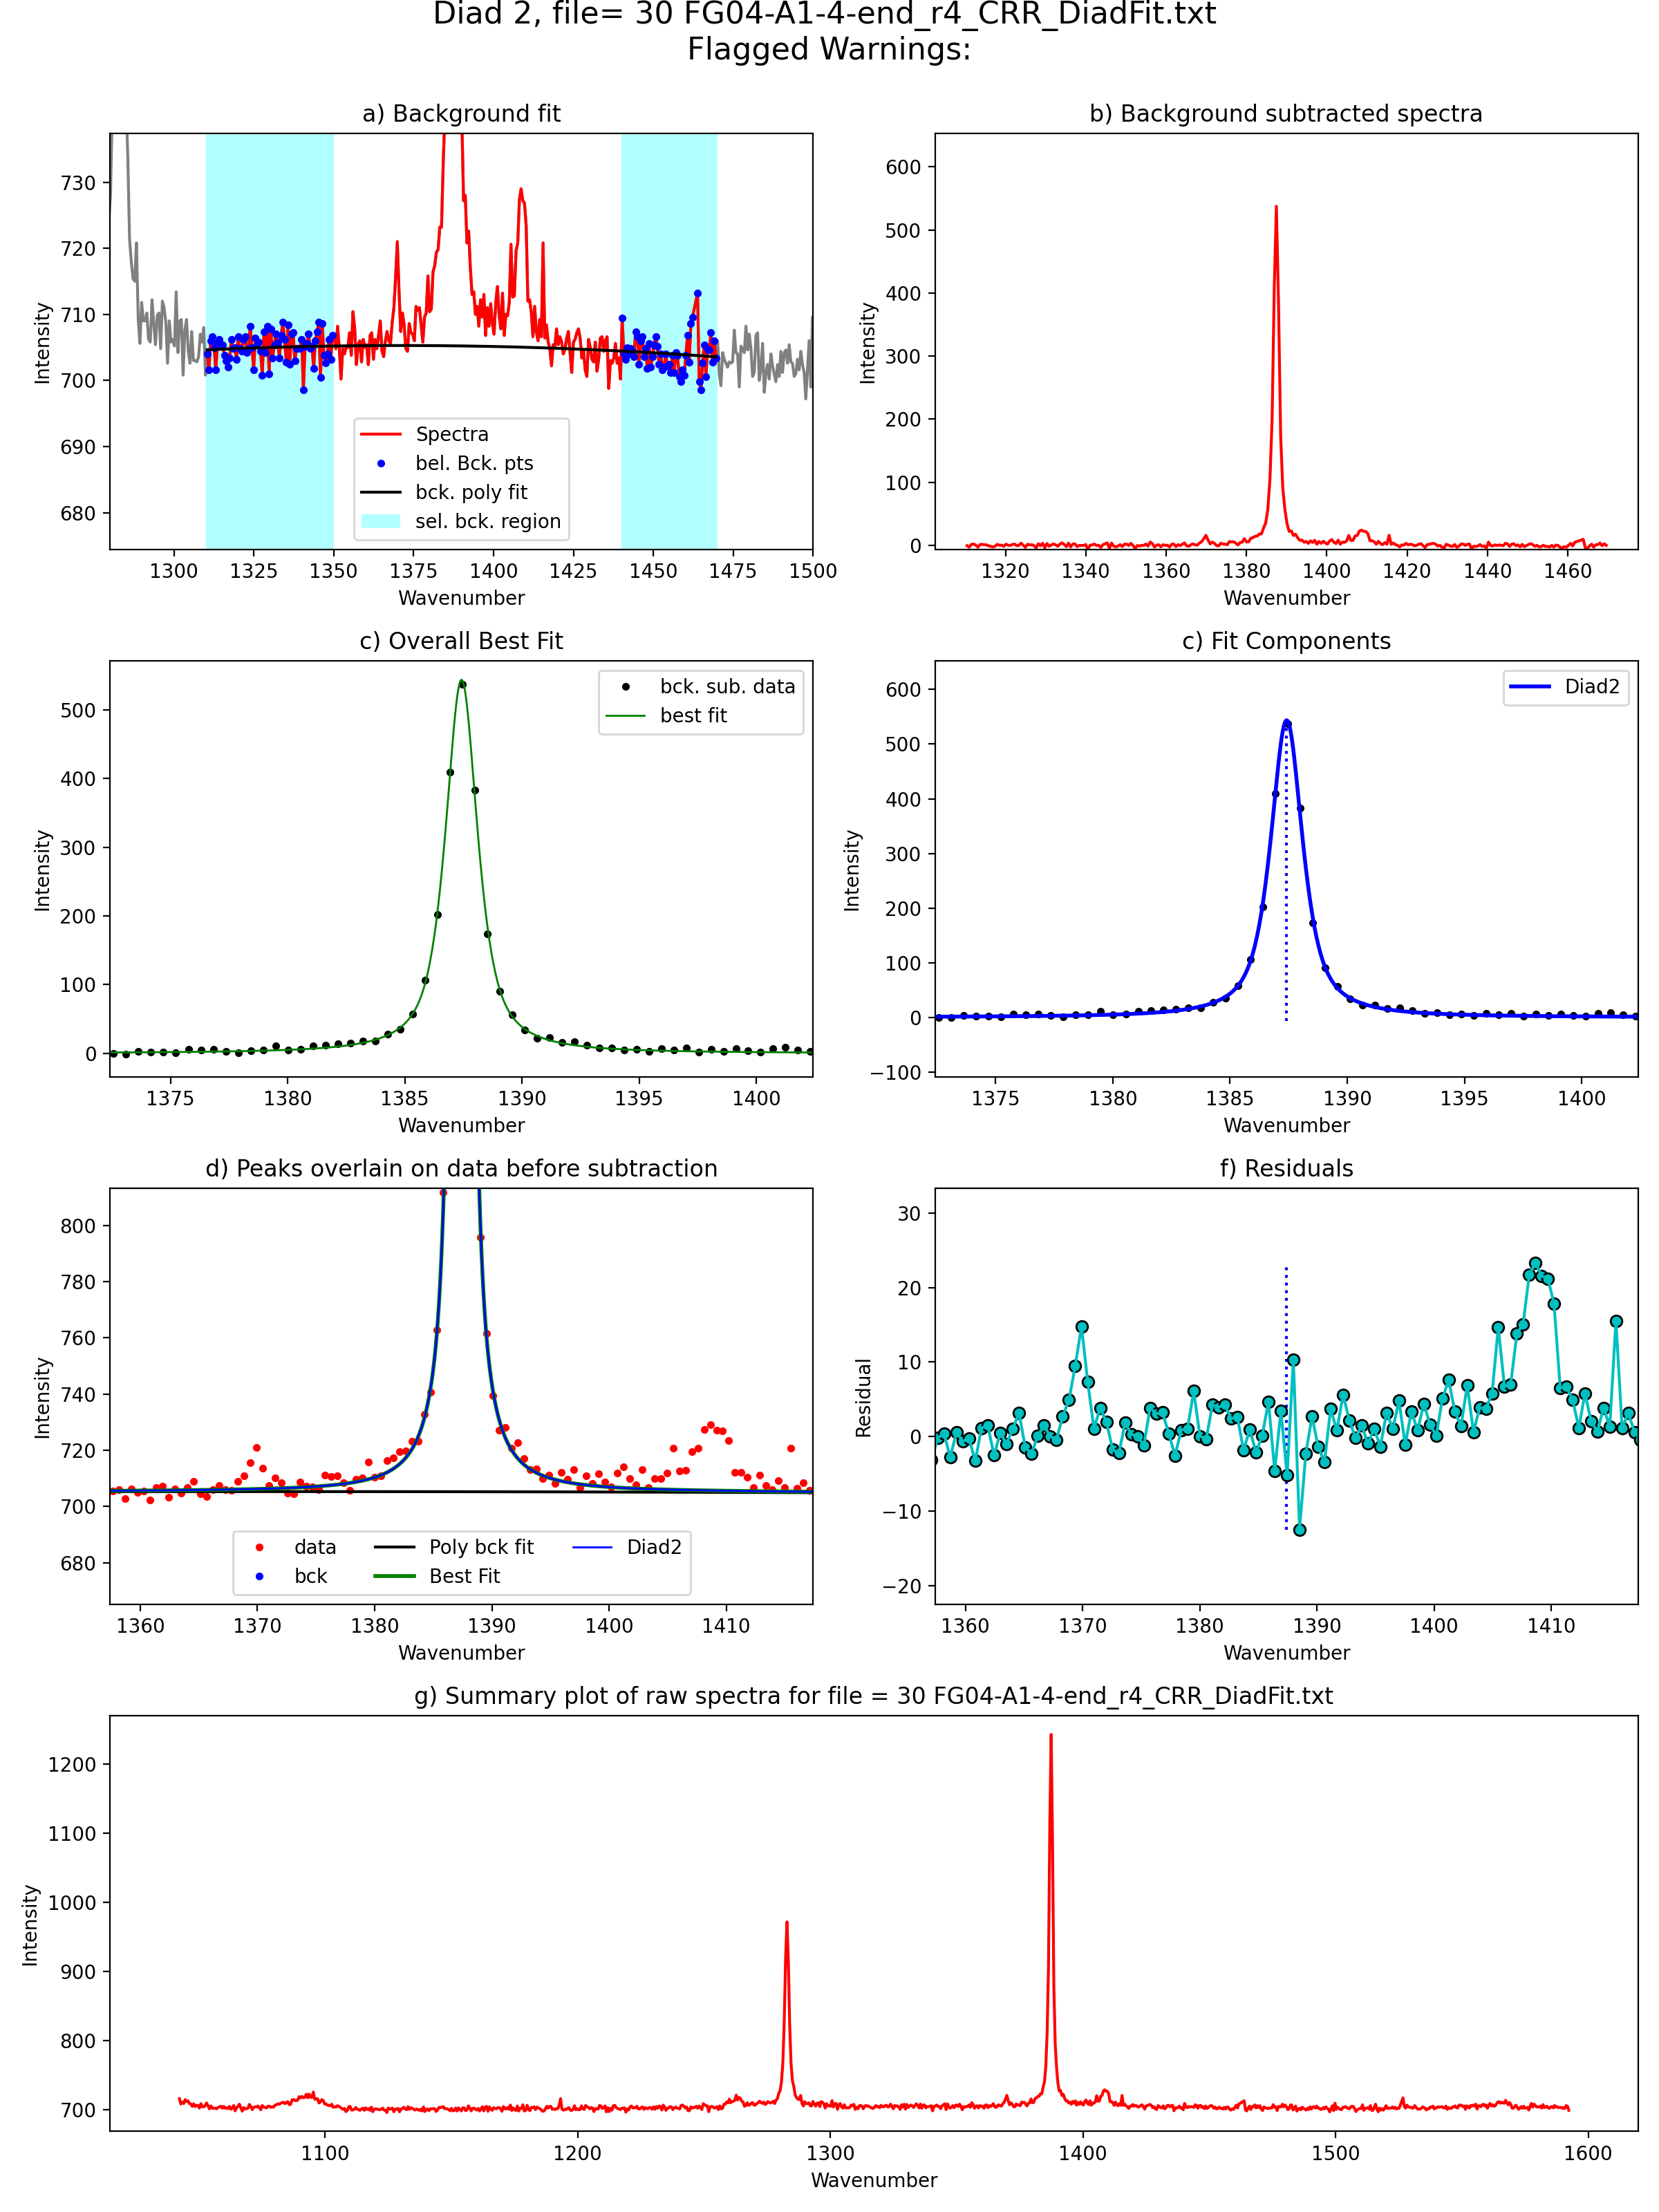 Diad 2, file= 30 FG04-A1-4-end_r4_CRR_DiadFit.txt
Flagged Warnings:
a) Background fit
730
720
710
700
690
680
Intensity
Spectra
bel. Bck. pts
bck. poly fit
sel. bck. region
1300 1325 1350 1375 1400 1425 1450 1475 1500
Wavenumber
b) Background subtracted spectra
600
500
400
300
200
100
0
Intensity
1320 1340 1360 1380 1400 1420 1440 1460
Wavenumber
c) Overall Best Fit
500
400
300
200
100
0
Intensity
bck. sub. data
best fit
1375 1380 1385 1390 1395 1400
Wavenumber
c) Fit Components
600
500
400
300
200
100
0
−100
Intensity
Diad2
1375 1380 1385 1390 1395 1400
Wavenumber
d) Peaks overlain on data before subtraction
800
780
760
740
720
700
680
Intensity
data Poly bck fit Diad2
bck Best Fit
1360 1370 1380 1390 1400 1410
Wavenumber
f) Residuals
30
20
10
0
−10
−20
Residual
1360 1370 1380 1390 1400 1410
Wavenumber
g) Summary plot of raw spectra for file = 30 FG04-A1-4-end_r4_CRR_DiadFit.txt
1200
1100
1000
900
800
700
Intensity
1100 1200 1300 1400 1500 1600
Wavenumber